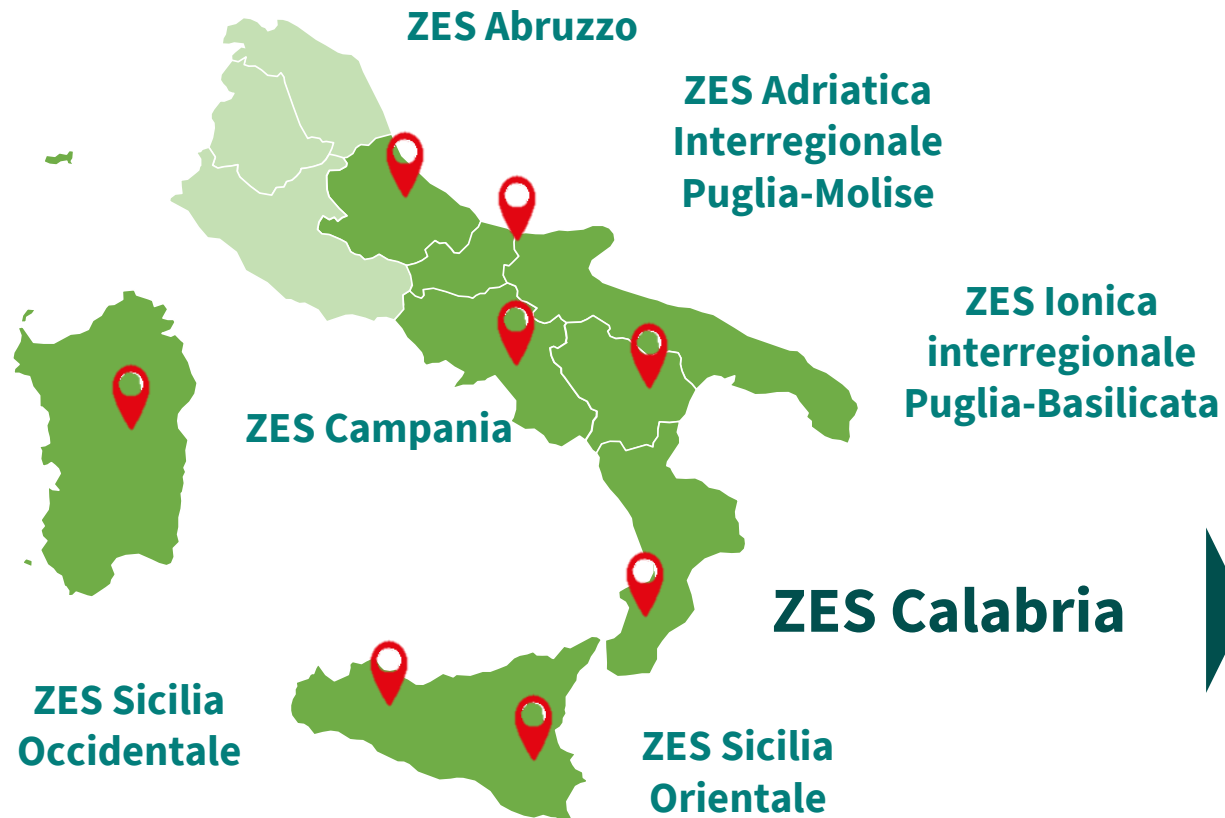 ZES Abruzzo
ZES Adriatica
Interregionale
Puglia-Molise
ZES Ionica
interregionale
Puglia-Basilicata
ZES Campania
ZES Calabria
ZES Sicilia
Occidentale
ZES Sicilia
Orientale